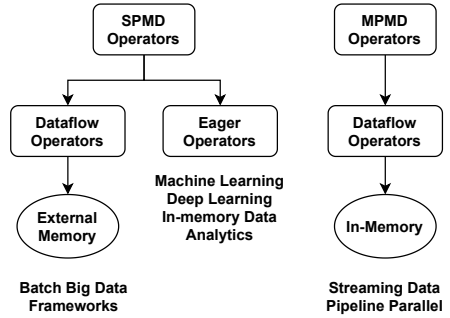 SPMD
Operators
MPMD
Operators
Dataflow
Operators
Eager
Operators
Dataflow
Operators
Machine Learning
Deep Learning
In-memory Data
Analytics
External
Memory
In-Memory
Batch Big Data
Frameworks
Streaming Data
Pipeline Parallel